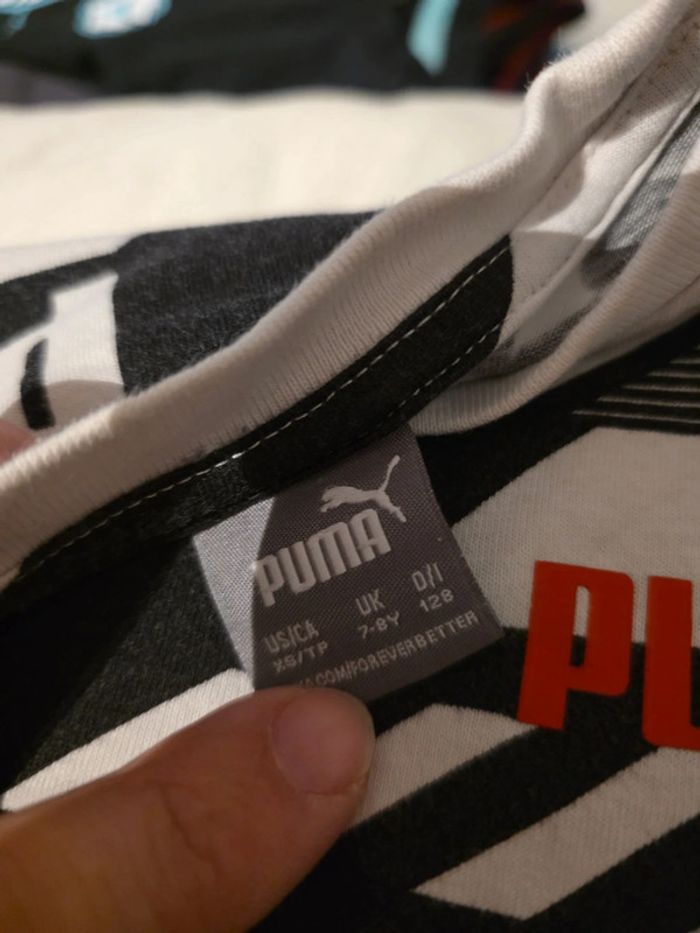 PUMA
US/CA UK D/I
XS/TP 7-8Y 128
.COM/FOREVERBETTER
PU